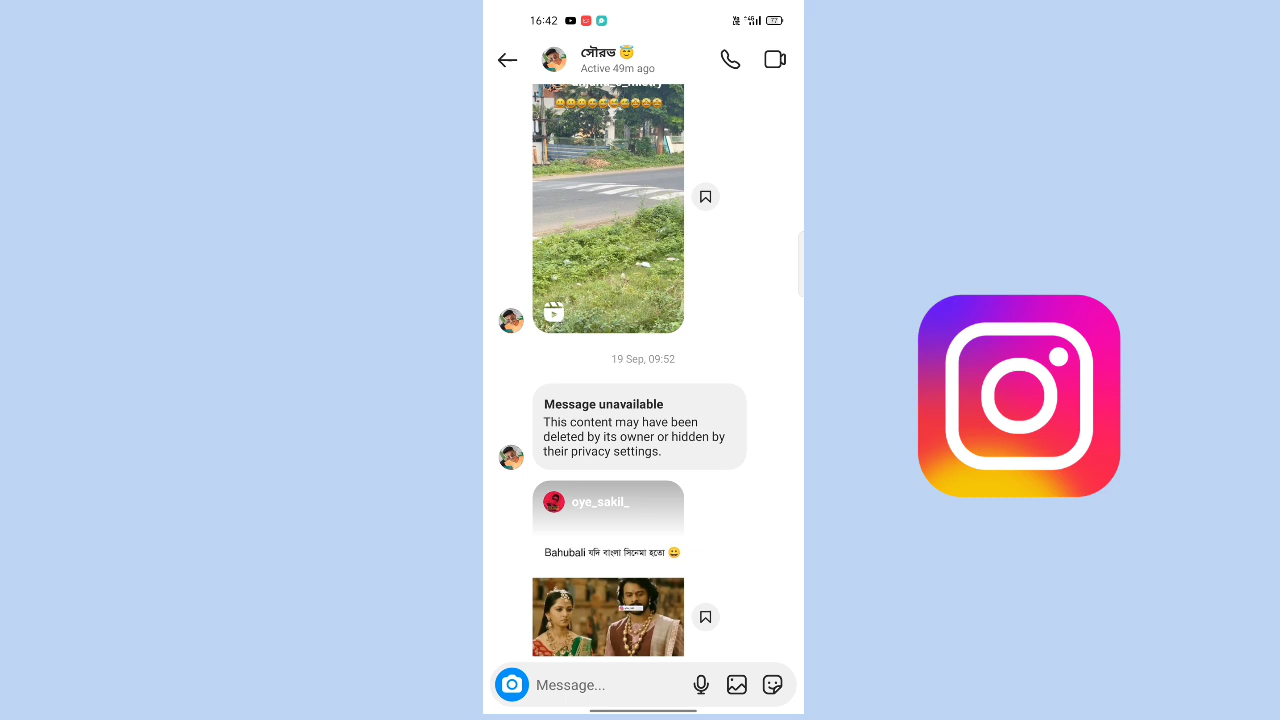 16:42
77
সৌরভ 😇
Active 49m ago
😀😀😀😅😅😅😅🤩🤩🤩
19 Sep, 09:52
Message unavailable
This content may have been
deleted by its owner or hidden by
their privacy settings.
oye_sakil_
Bahubali যদি বাংলা সিনেমা হতো 😀
Message...